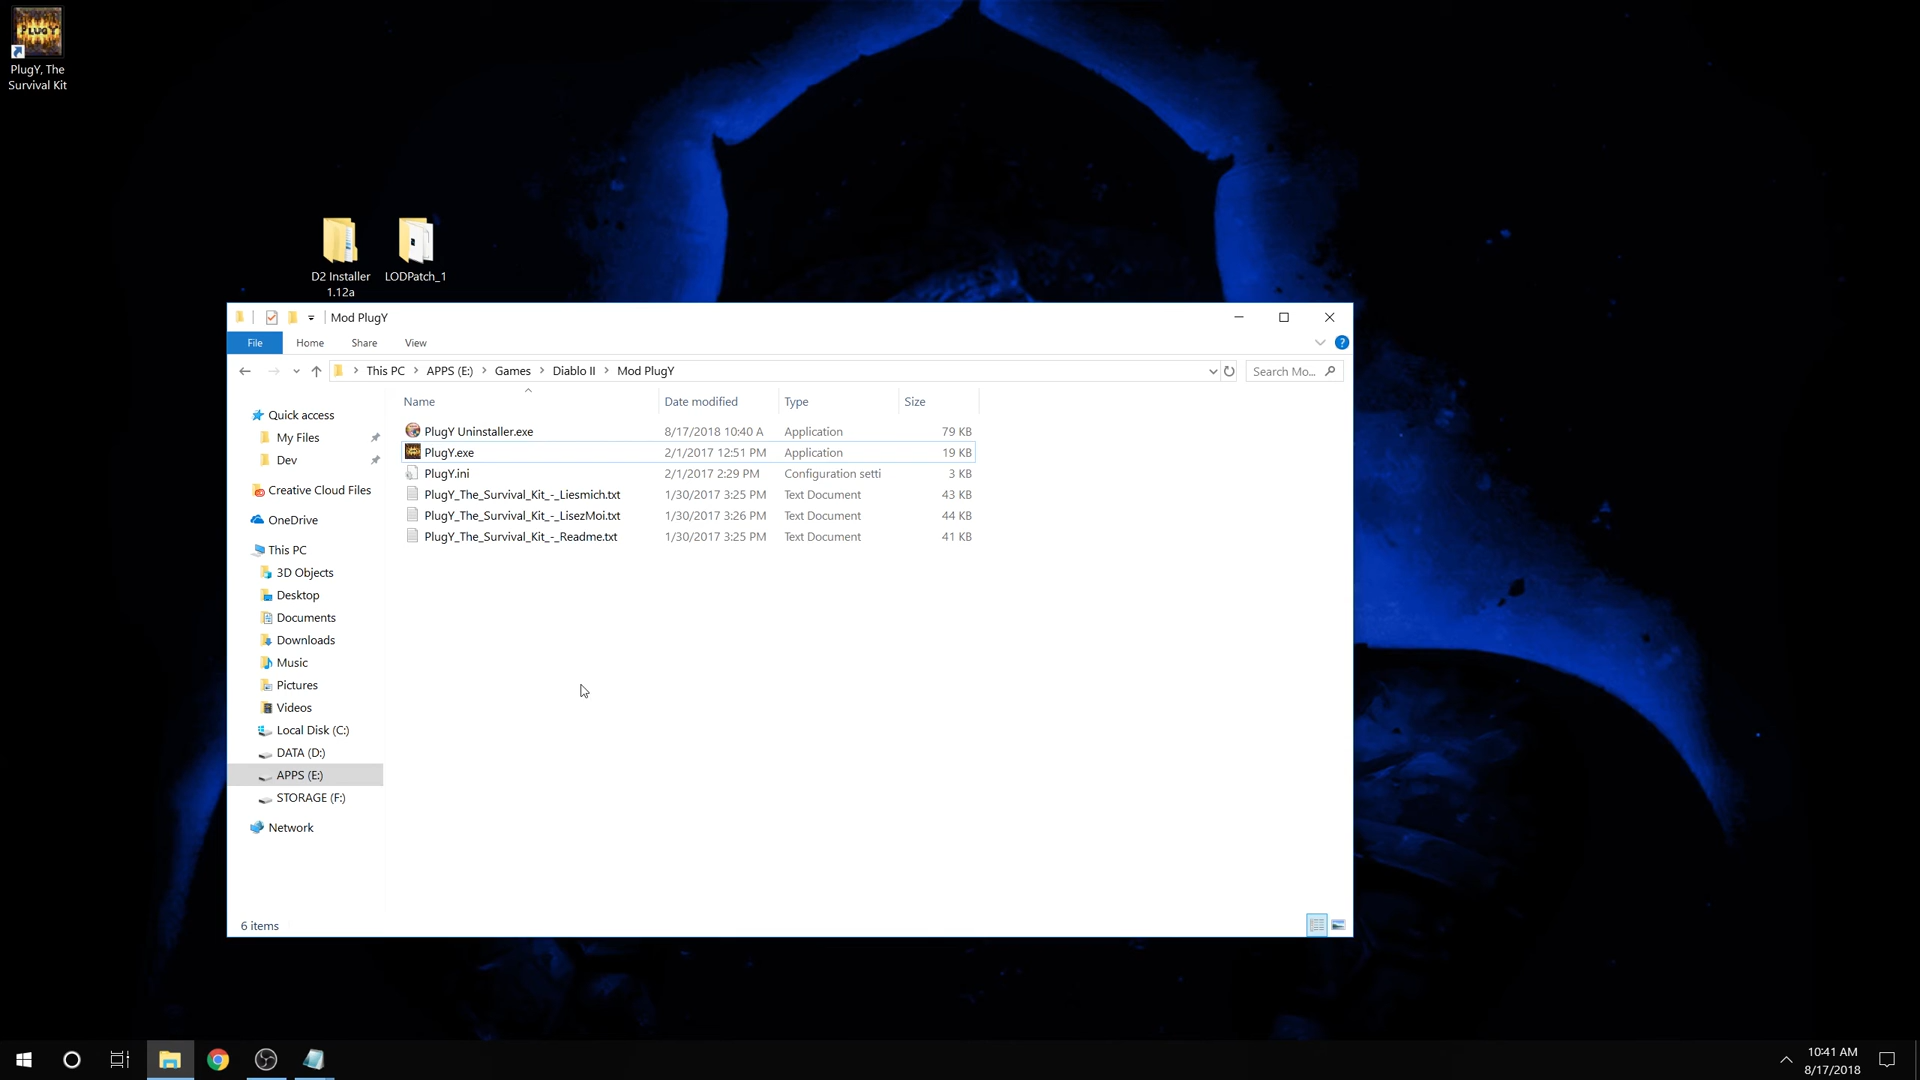 PLUGY
PlugY, The
Survival Kit
D2 Installer
1.12a
LODPatch_1
Mod PlugY
File Home Share View
This PC APPS (E:) Games Diablo II Mod PlugY
Search Mo...
Name Date modified Type Size
PlugY Uninstaller.exe 8/17/2018 10:40 A Application 79 KB
PlugY.exe 2/1/2017 12:51 PM Application 19 KB
PlugY.ini 2/1/2017 2:29 PM Configuration setti 3 KB
PlugY_The_Survival_Kit_-_Liesmich.txt 1/30/2017 3:25 PM Text Document 43 KB
PlugY_The_Survival_Kit_-_LisezMoi.txt 1/30/2017 3:26 PM Text Document 44 KB
PlugY_The_Survival_Kit_-_Readme.txt 1/30/2017 3:25 PM Text Document 41 KB
Quick access
My Files
Dev
Creative Cloud Files
OneDrive
This PC
3D Objects
Desktop
Documents
Downloads
Music
Pictures
Videos
Local Disk (C:)
DATA (D:)
APPS (E:)
STORAGE (F:)
Network
6 items
10:41 AM
8/17/2018